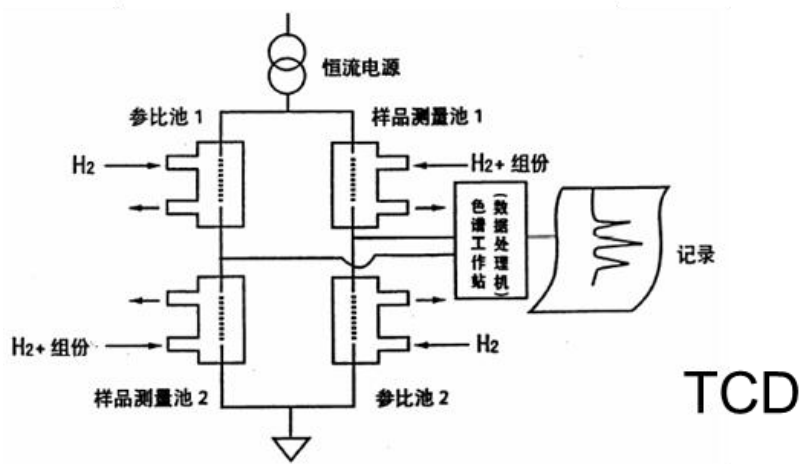 恒流电源
参比池 1
样品测量池 1
H2
H2+ 组份
色谱工作站
(数据处理机)
记录
H2+ 组份
H2
样品测量池 2
参比池 2
TCD